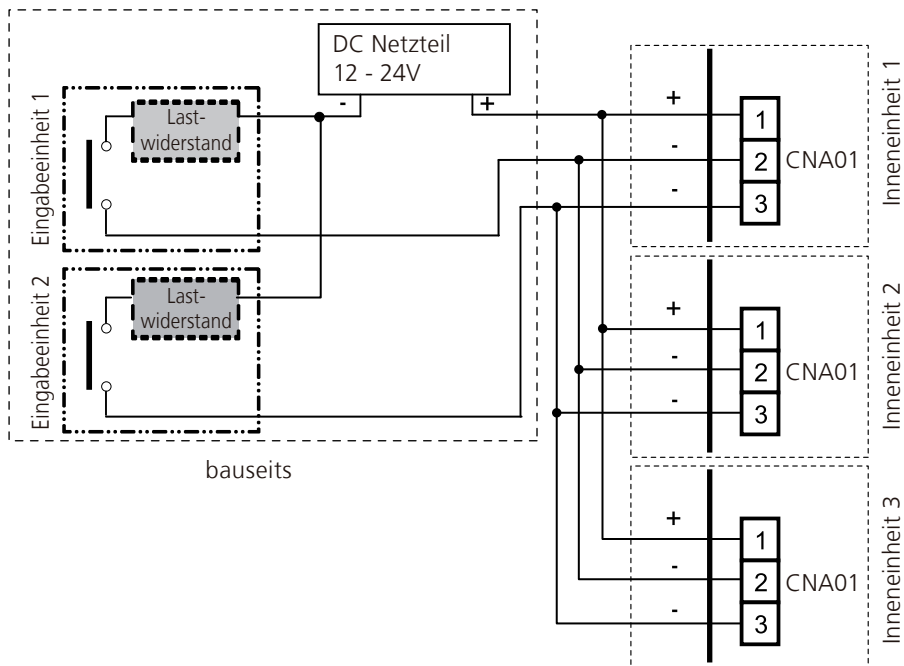 DC Netzteil
12 - 24V
-
+
Eingabeeinheit 1
Last-
widerstand
Eingabeeinheit 2
Last-
widerstand
bauseits
+
-
-
1
2
3
CNA01
Inneneinheit 1
+
-
-
1
2
3
CNA01
Inneneinheit 2
+
-
-
1
2
3
CNA01
Inneneinheit 3